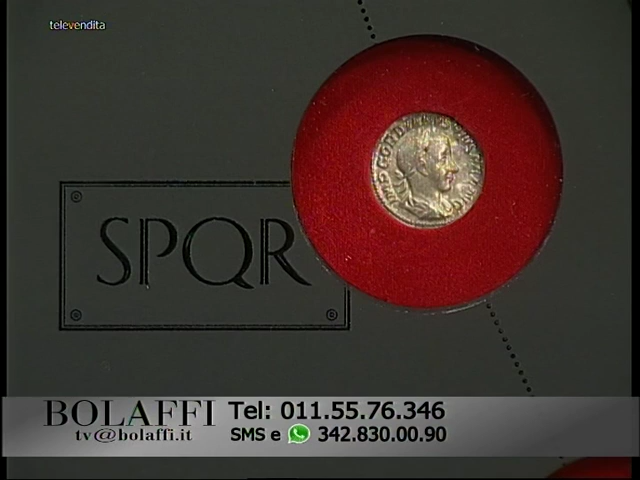 televendita
SPQR
BOLAFFI
tv@bolaffi.it
Tel: 011.55.76.346
SMS e 342.830.00.90